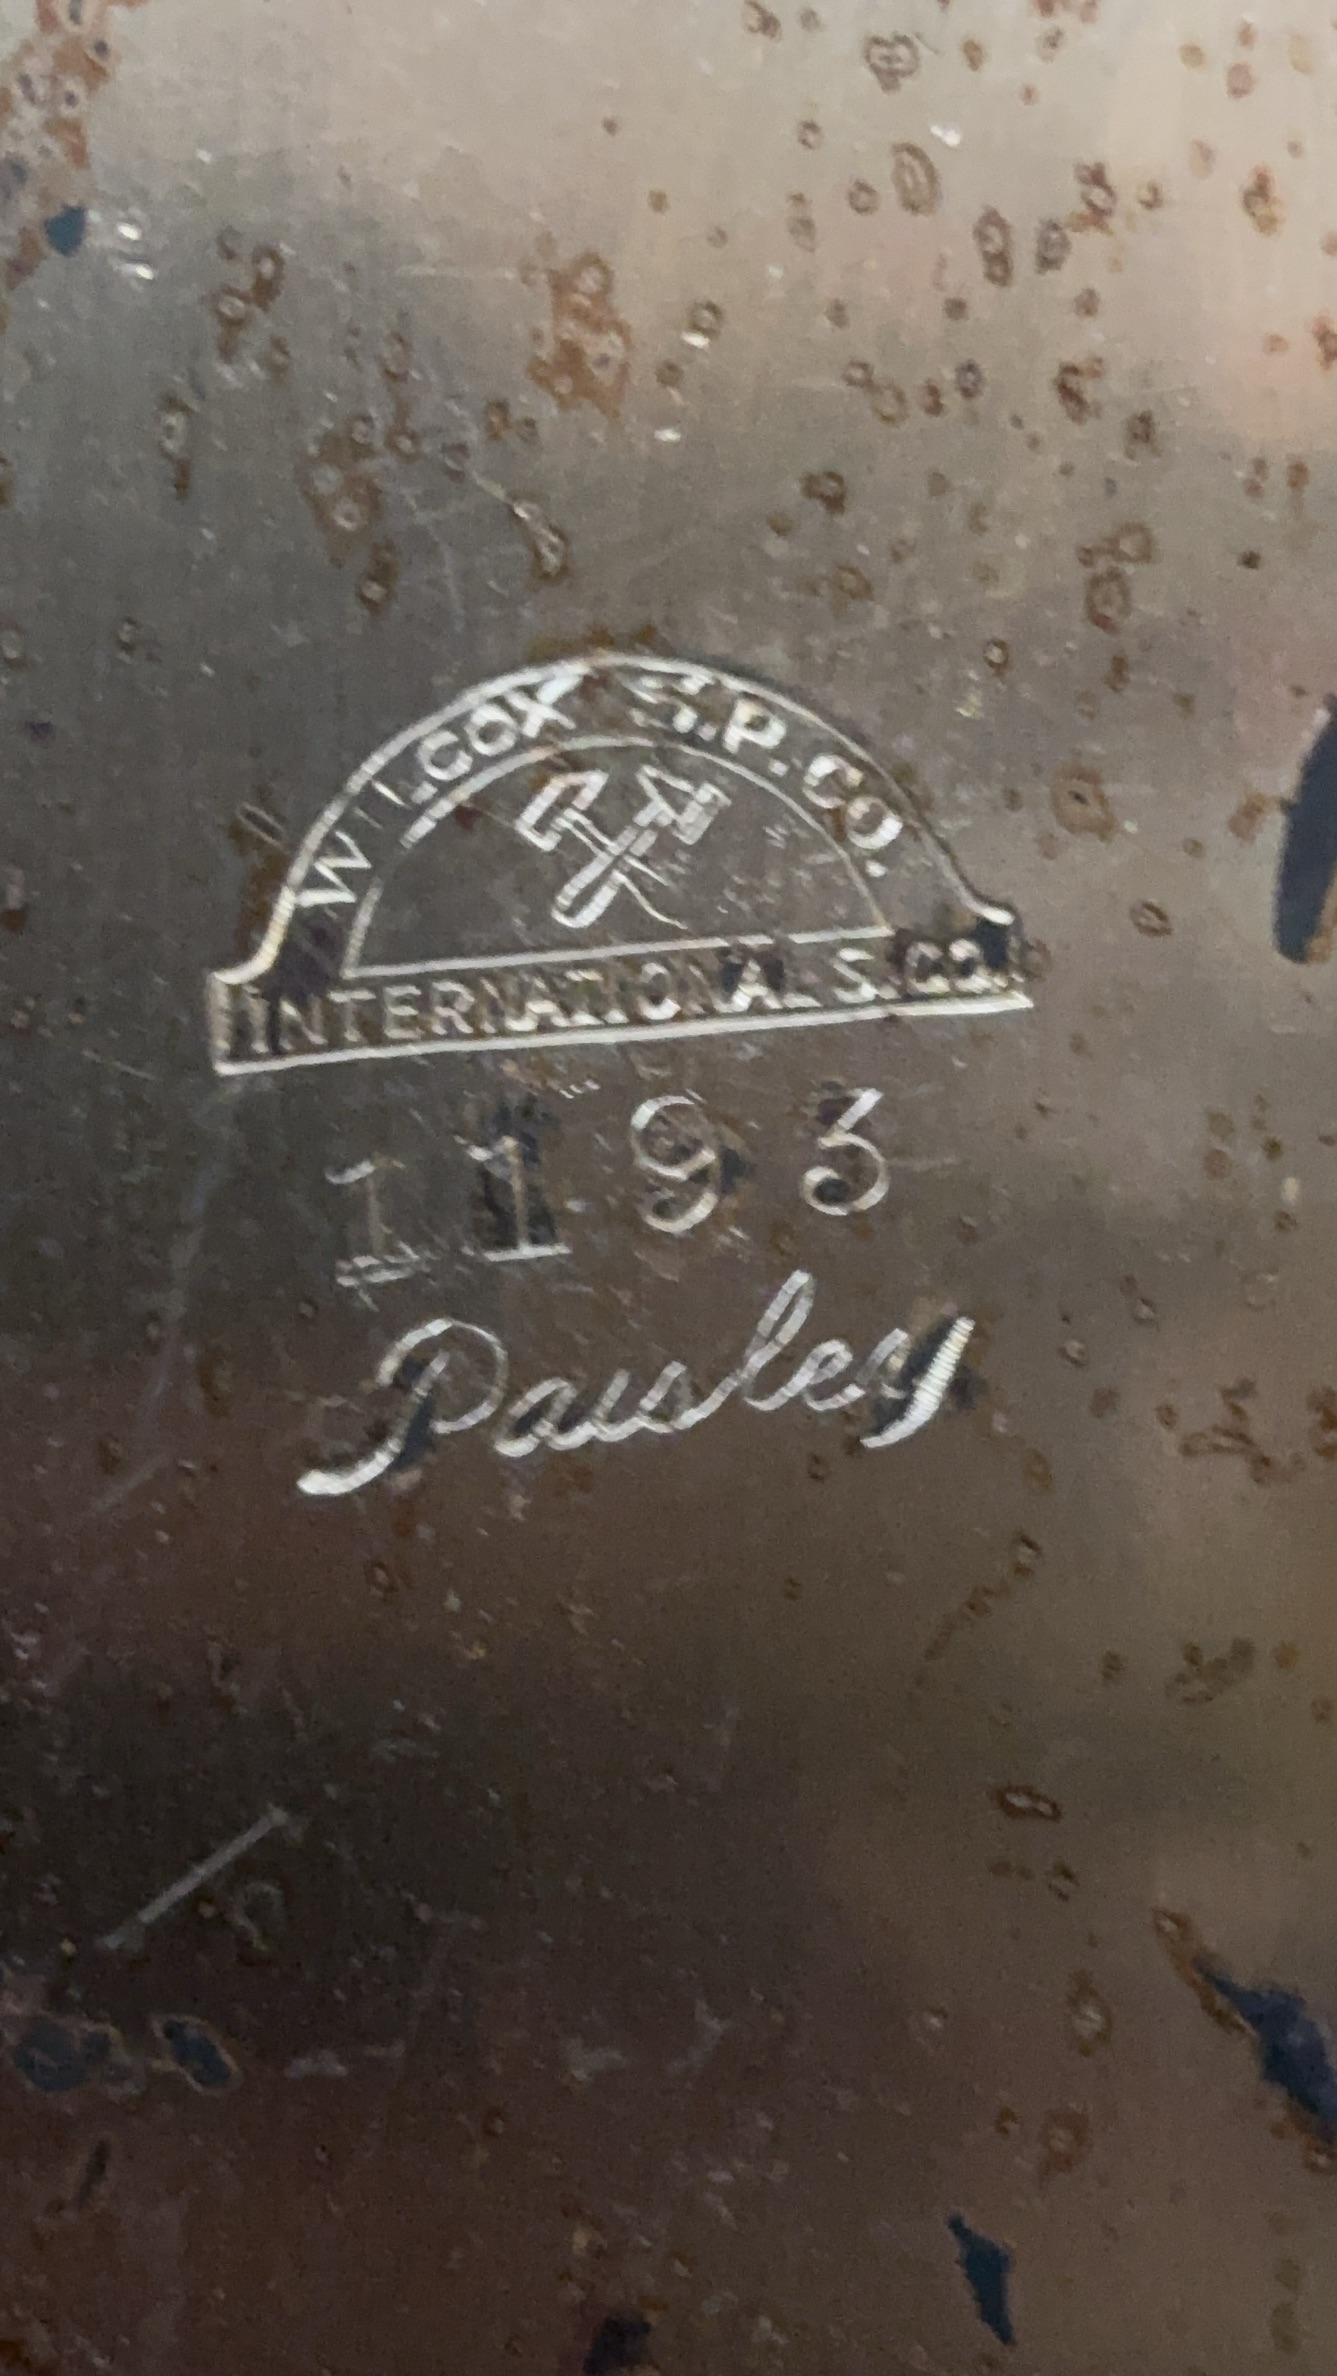 WILCOX S.P. CO.
INTERNATIONAL S. CO.
1193
Paisley